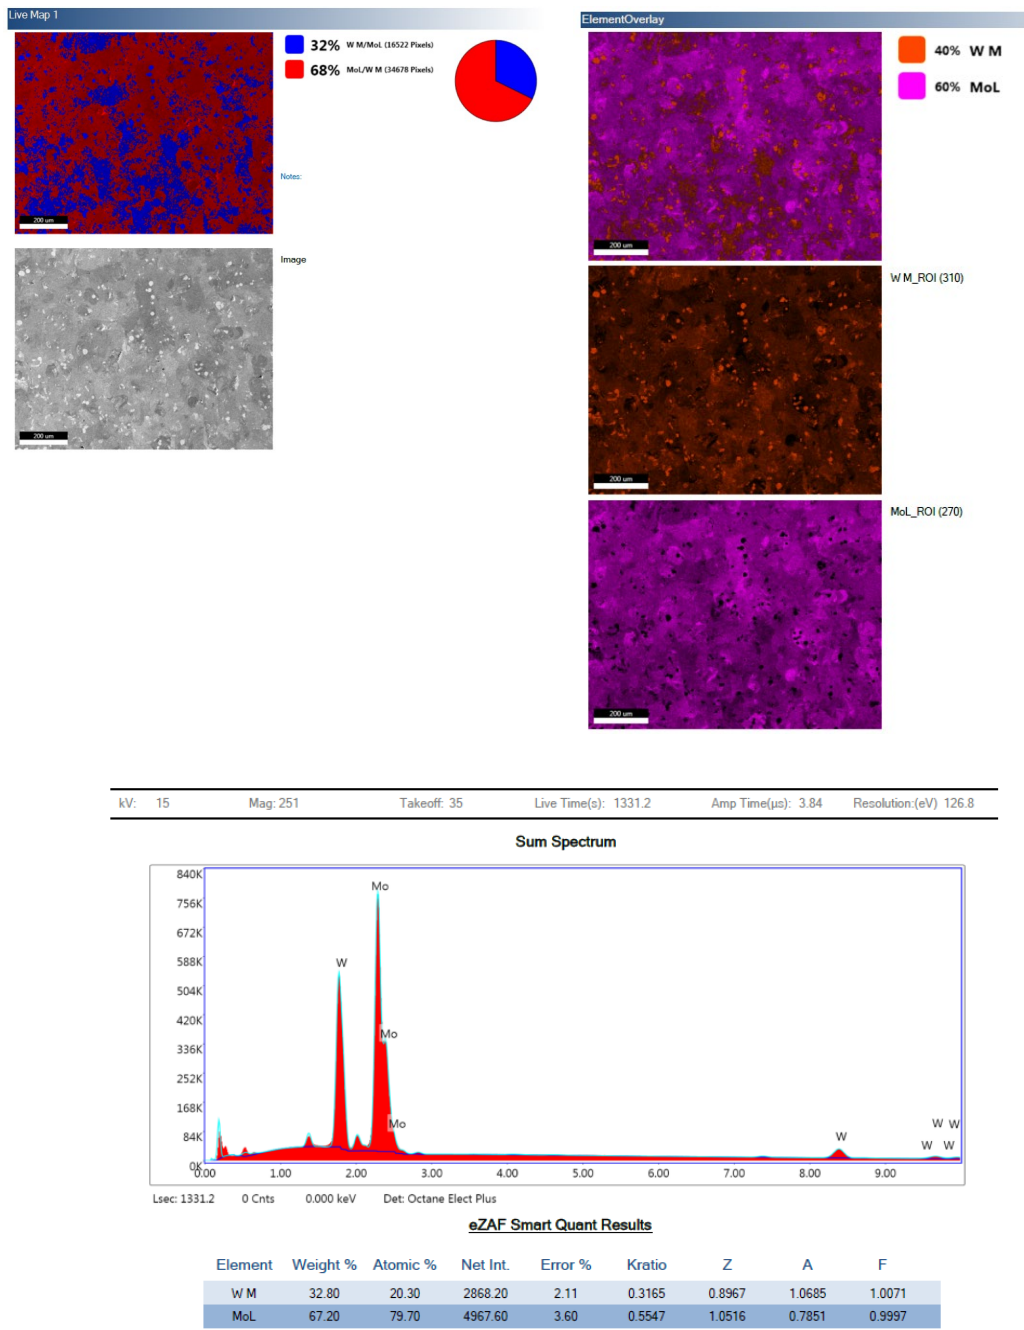 Live Map 1
32% W M/MoL (16522 Pixels)
68% MoL/W M (34678 Pixels)
Notes:
200 um
Image
200 um
ElementOverlay
40% W M
60% MoL
200 um
W M_ROI (310)
200 um
MoL_ROI (270)
200 um
kV: 15 Mag: 251 Takeoff: 35 Live Time(s): 1331.2 Amp Time(µs): 3.84 Resolution:(eV) 126.8
Sum Spectrum
840K
756K
672K
588K
504K
420K
336K
252K
168K
84K
0K
Mo
W
Mo
Mo
W
W
W
W
W
0.00 1.00 2.00 3.00 4.00 5.00 6.00 7.00 8.00 9.00
Lsec: 1331.2 0 Cnts 0.000 keV Det: Octane Elect Plus
eZAF Smart Quant Results
Element Weight % Atomic % Net Int. Error % Kratio Z A F
W M 32.80 20.30 2868.20 2.11 0.3165 0.8967 1.0685 1.0071
MoL 67.20 79.70 4967.60 3.60 0.5547 1.0516 0.7851 0.9997